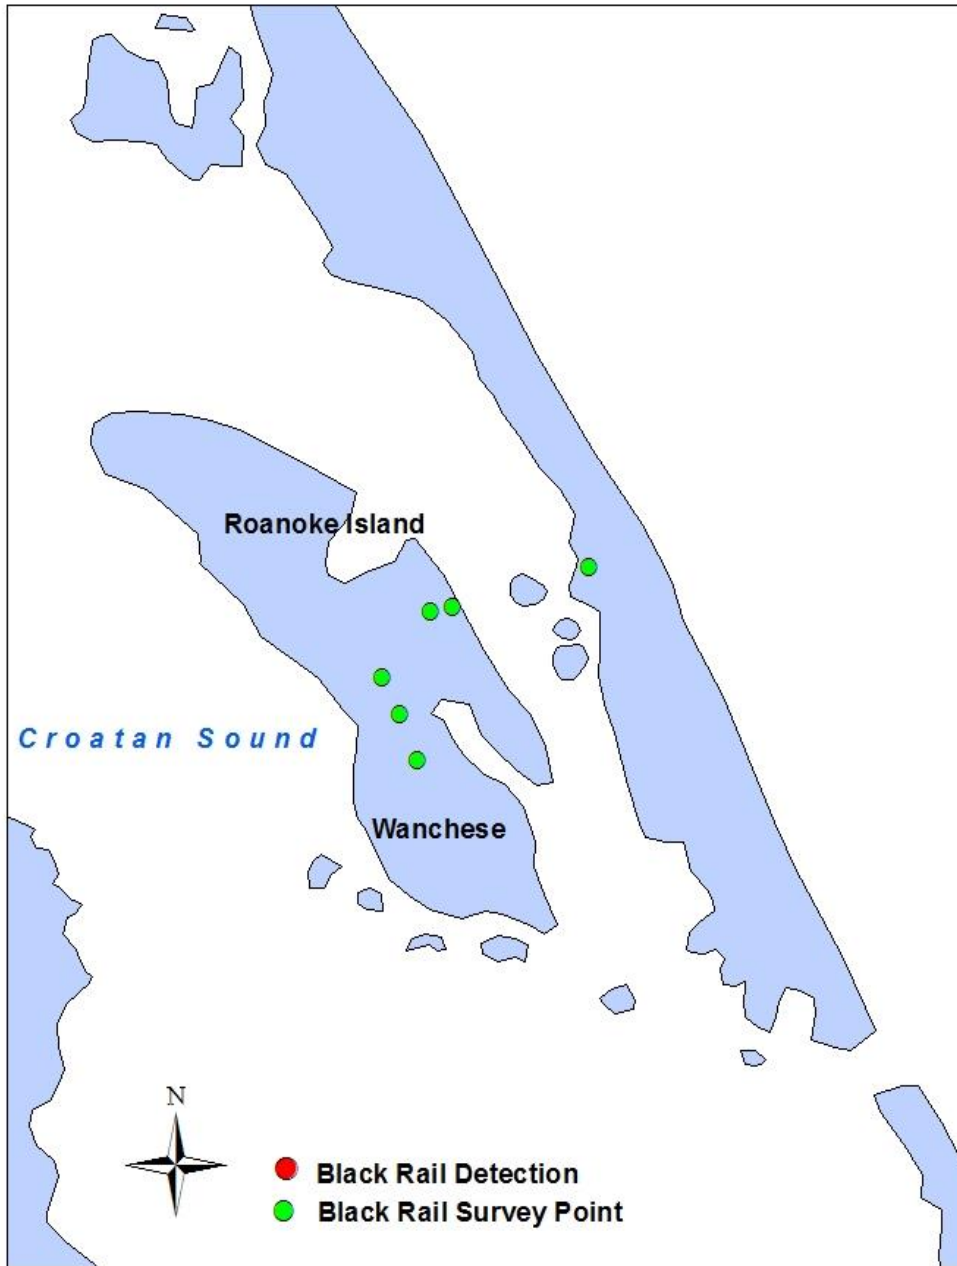 Roanoke Island
Croatan Sound
Wanchese
N
Black Rail Detection
Black Rail Survey Point